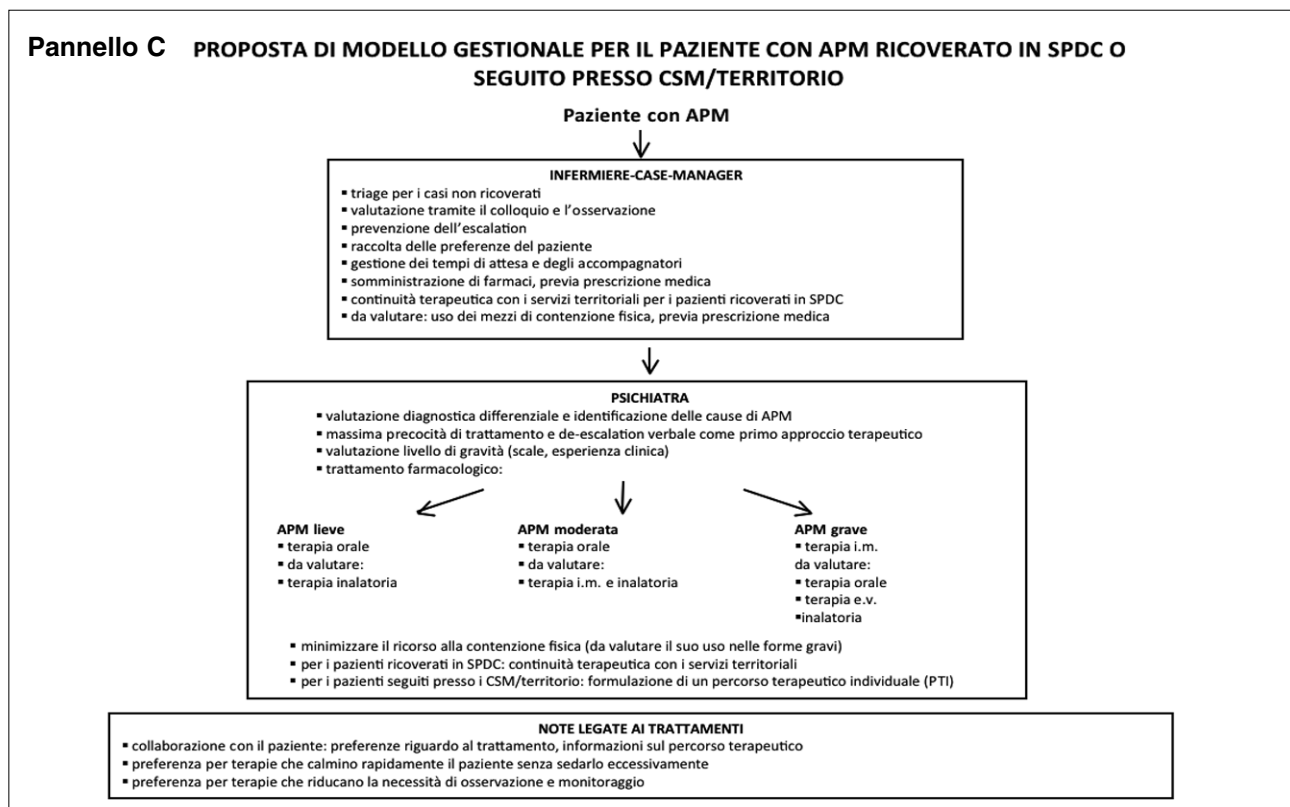 Pannello C PROPOSTA DI MODELLO GESTIONALE PER IL PAZIENTE CON APM RICOVERATO IN SPDC O
SEGUITO PRESSO CSM/TERRITORIO
Paziente con APM
INFERMIERE-CASE-MANAGER
▪ triage per i casi non ricoverati
▪ valutazione tramite il colloquio e l'osservazione
▪ prevenzione dell'escalation
▪ raccolta delle preferenze del paziente
▪ gestione dei tempi di attesa e degli accompagnatori
▪ somministrazione di farmaci, previa prescrizione medica
▪ continuità terapeutica con i servizi territoriali per i pazienti ricoverati in SPDC
▪ da valutare: uso dei mezzi di contenzione fisica, previa prescrizione medica
PSICHIATRA
▪ valutazione diagnostica differenziale e identificazione delle cause di APM
▪ massima precocità di trattamento e de-escalation verbale come primo approccio terapeutico
▪ valutazione livello di gravità (scale, esperienza clinica)
▪ trattamento farmacologico:
APM lieve
▪ terapia orale
▪ da valutare:
▪ terapia inalatoria
APM moderata
▪ terapia orale
▪ da valutare:
▪ terapia i.m. e inalatoria
APM grave
▪ terapia i.m.
da valutare:
▪ terapia orale
▪ terapia e.v.
▪inalatoria
▪ minimizzare il ricorso alla contenzione fisica (da valutare il suo uso nelle forme gravi)
▪ per i pazienti ricoverati in SPDC: continuità terapeutica con i servizi territoriali
▪ per i pazienti seguiti presso i CSM/territorio: formulazione di un percorso terapeutico individuale (PTI)
NOTE LEGATE AI TRATTAMENTI
▪ collaborazione con il paziente: preferenze riguardo al trattamento, informazioni sul percorso terapeutico
▪ preferenza per terapie che calmino rapidamente il paziente senza sedarlo eccessivamente
▪ preferenza per terapie che riducano la necessità di osservazione e monitoraggio